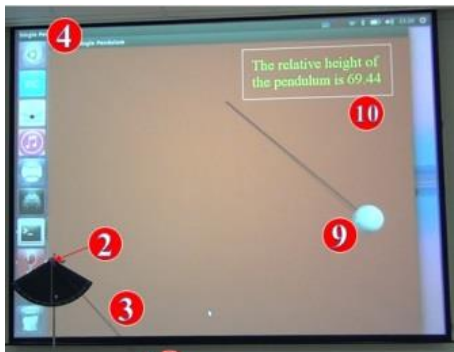 4
Single Pendulum
The relative height of
the pendulum is 69.44
10
9
2
3